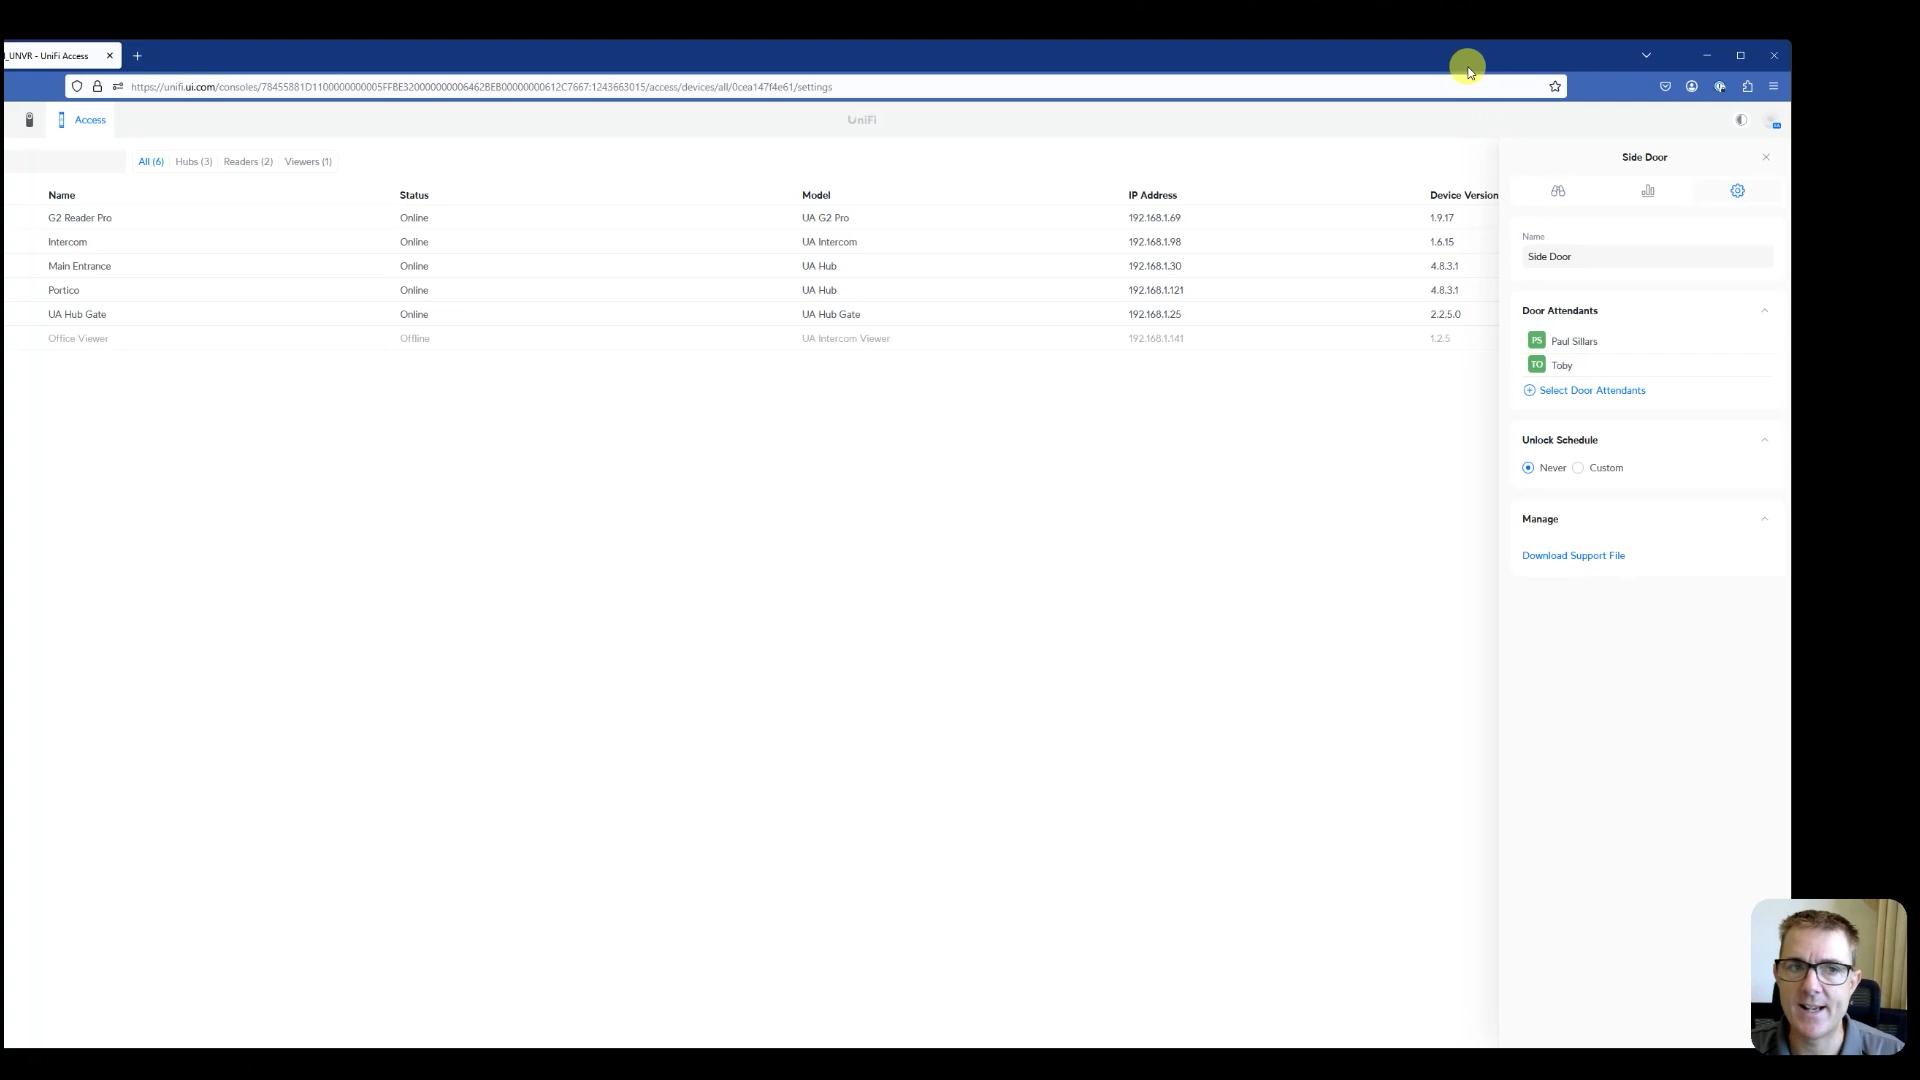 _UNVR - UniFi Access
https://unifi.ui.com/consoles/78455881D1100000000005FFBE320000000006462BEB00000000612C7667:1243663015/access/devices/all/0cea147f4e61/settings
Access
UniFi
Side Door
All (6) Hubs (3) Readers (2) Viewers (1)
Name Status Model IP Address Device Version
G2 Reader Pro Online UA G2 Pro 192.168.1.69 1.9.17
Intercom Online UA Intercom 192.168.1.98 1.6.15
Main Entrance Online UA Hub 192.168.1.30 4.8.3.1
Portico Online UA Hub 192.168.1.121 4.8.3.1
UA Hub Gate Online UA Hub Gate 192.168.1.25 2.2.5.0
Office Viewer Offline UA Intercom Viewer 192.168.1.141 1.2.5
Name
Side Door
Door Attendants
PS Paul Sillars
TO Toby
Select Door Attendants
Unlock Schedule
Never Custom
Manage
Download Support File